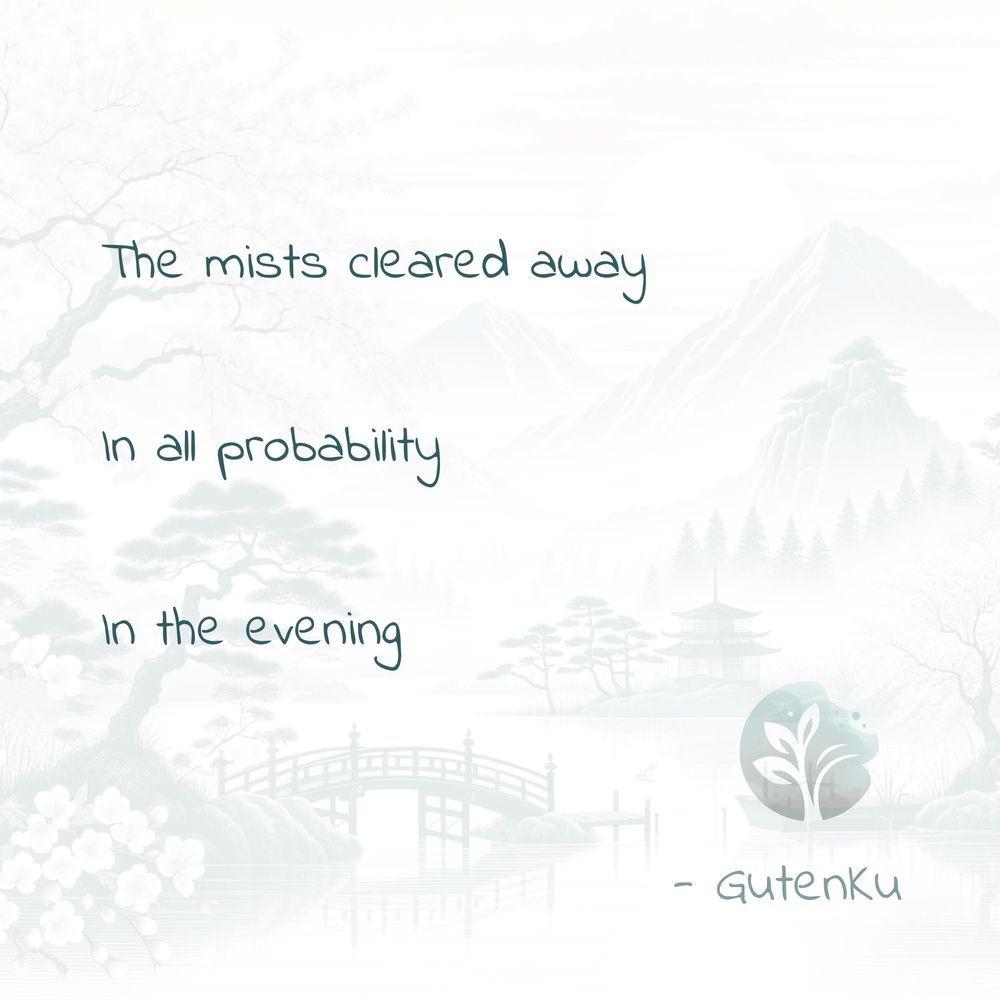 The mists cleared away
In all probability
In the evening
- GutenKu